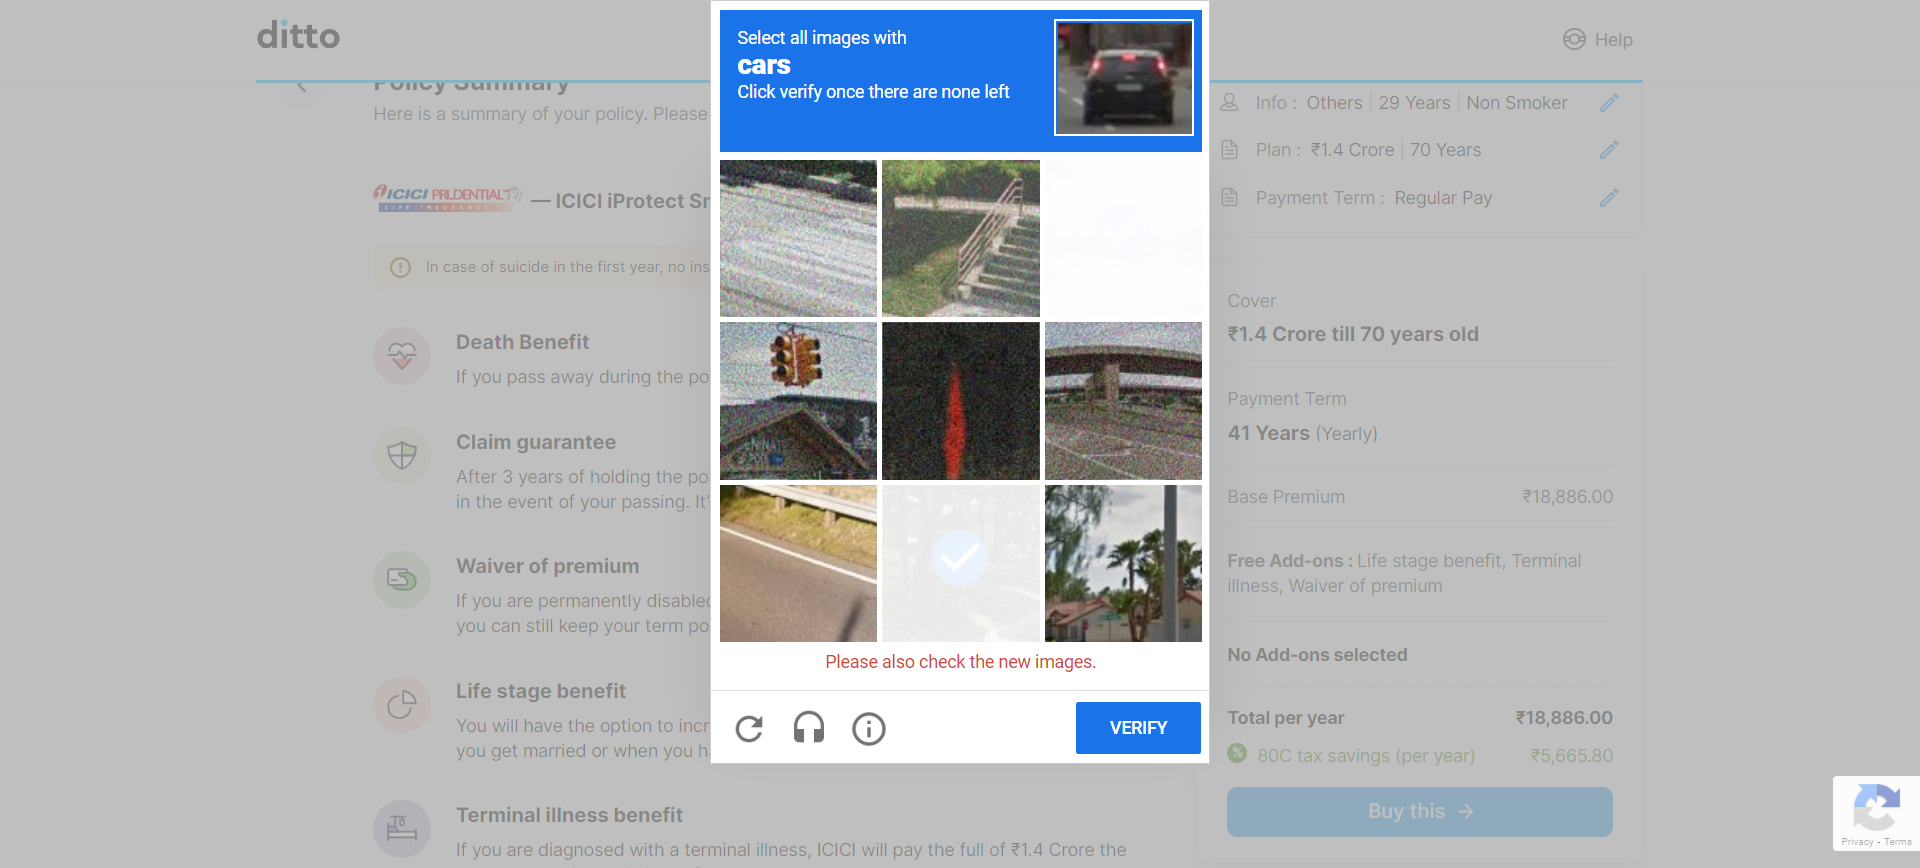 ditto
Help
Policy Summary
Here is a summary of your policy. Please
ICICI PRUDENTIAL
LIFE INSURANCE
— ICICI iProtect Sr
In case of suicide in the first year, no ins
Death Benefit
If you pass away during the po
Claim guarantee
After 3 years of holding the po
in the event of your passing. It'
Waiver of premium
If you are permanently disabled
you can still keep your term po
Life stage benefit
You will have the option to incr
you get married or when you h
Terminal illness benefit
If you are diagnosed with a terminal illness, ICICI will pay the full of ₹1.4 Crore the
Select all images with
cars
Click verify once there are none left
Please also check the new images.
VERIFY
Info : Others | 29 Years | Non Smoker
Plan : ₹1.4 Crore | 70 Years
Payment Term : Regular Pay
Cover
₹1.4 Crore till 70 years old
Payment Term
41 Years (Yearly)
Base Premium ₹18,886.00
Free Add-ons : Life stage benefit, Terminal
illness, Waiver of premium
No Add-ons selected
Total per year ₹18,886.00
% 80C tax savings (per year) ₹5,665.80
Buy this →
Privacy - Terms